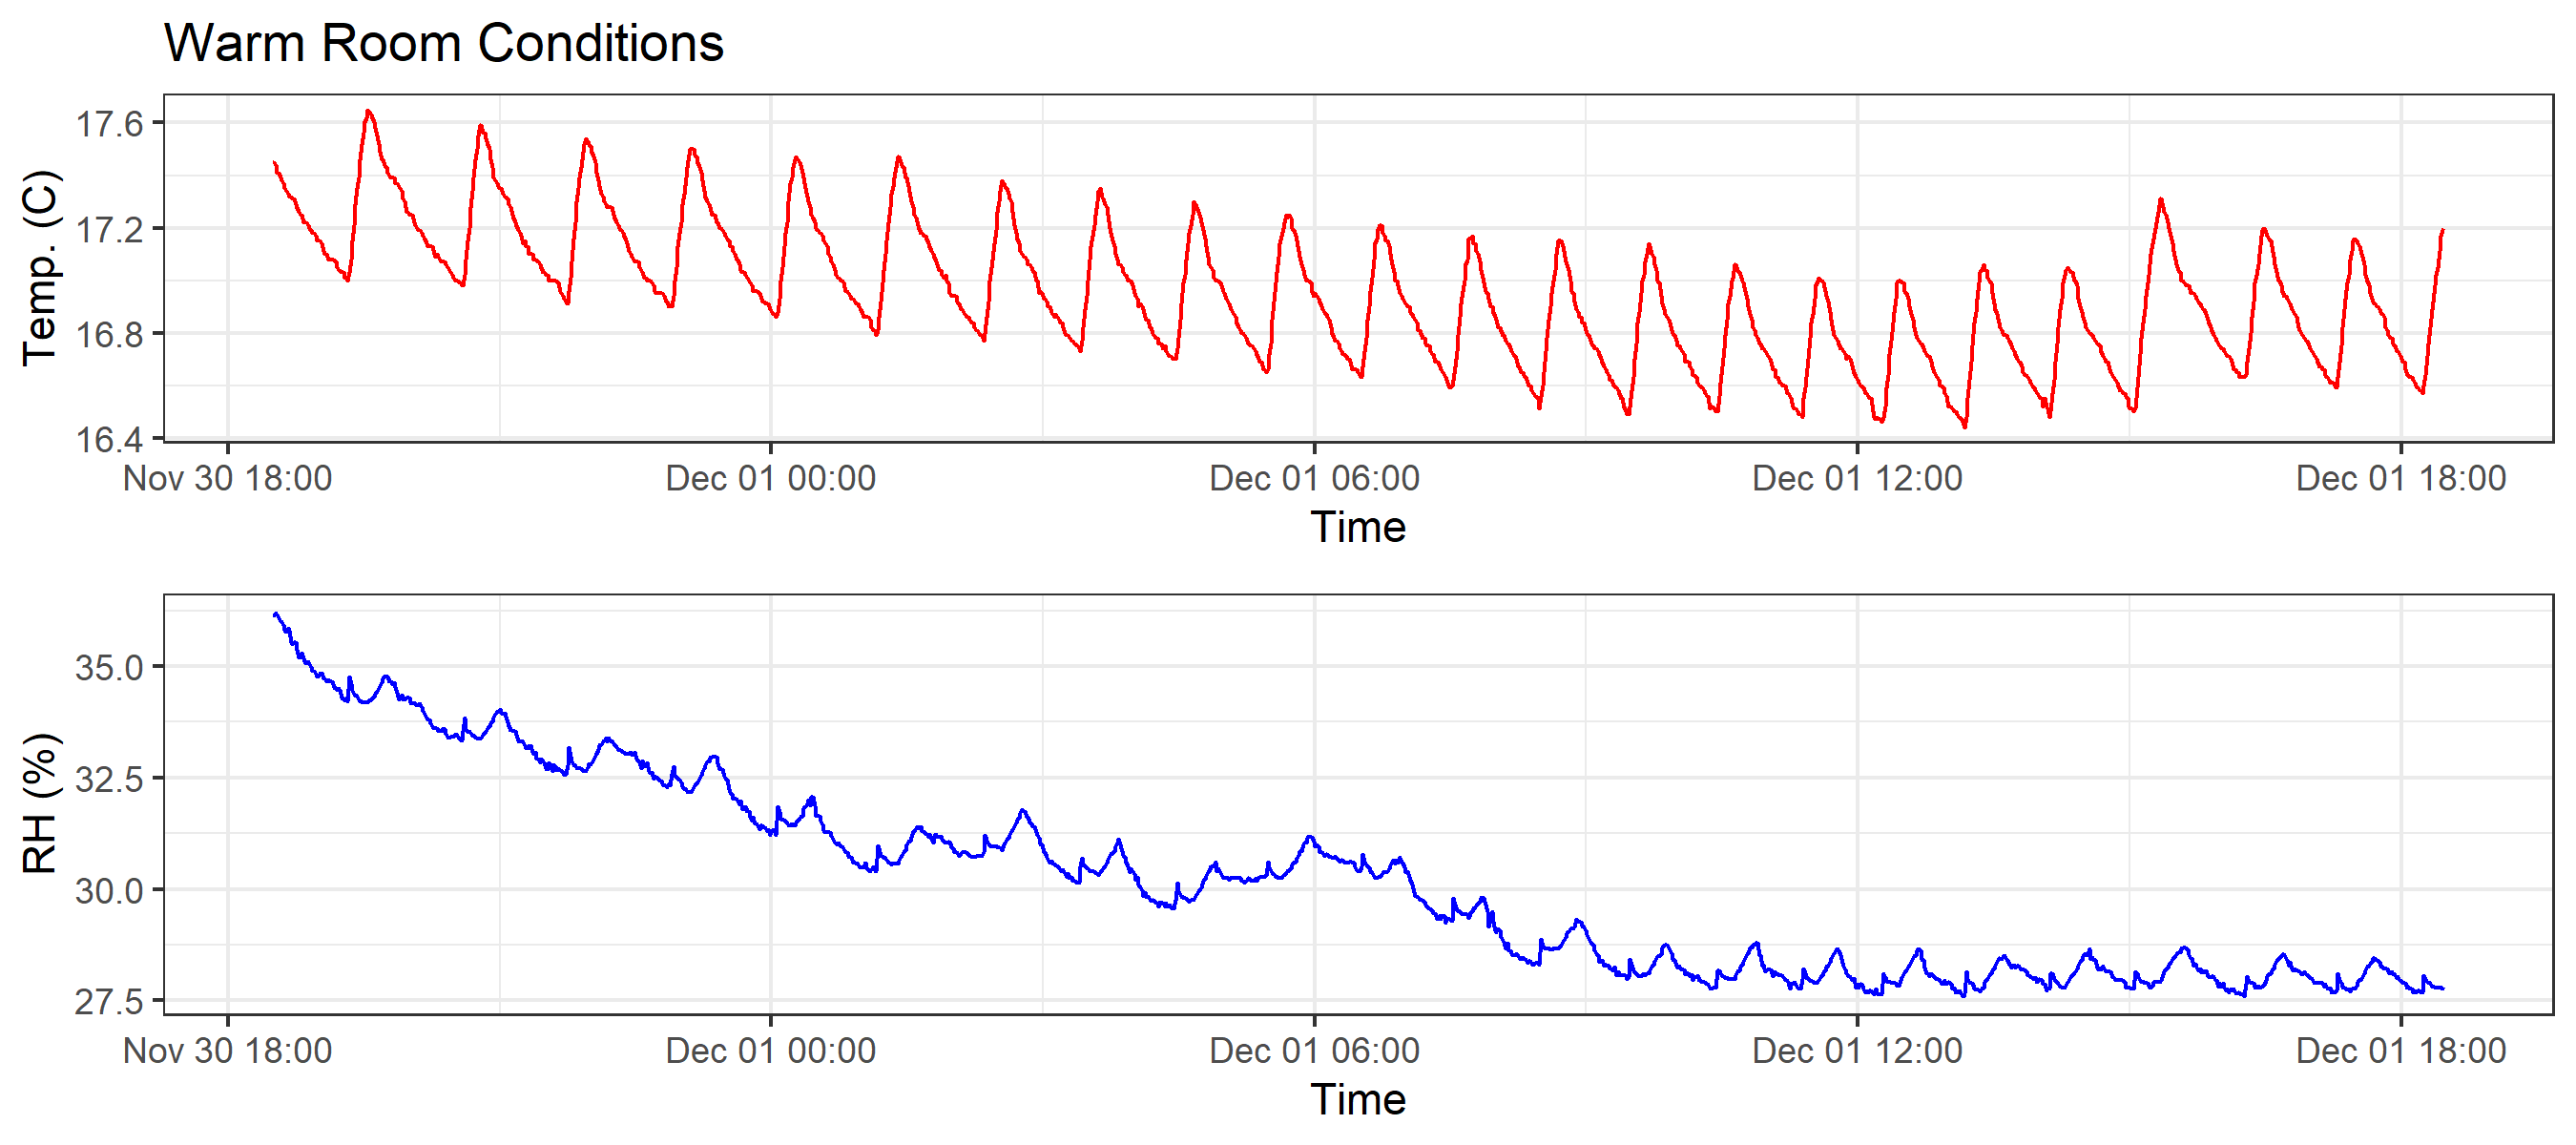 Warm Room Conditions
Temp. (C)
17.6
17.2
16.8
16.4
Nov 30 18:00 Dec 01 00:00 Dec 01 06:00 Dec 01 12:00 Dec 01 18:00
Time
RH (%)
35.0
32.5
30.0
27.5
Nov 30 18:00 Dec 01 00:00 Dec 01 06:00 Dec 01 12:00 Dec 01 18:00
Time